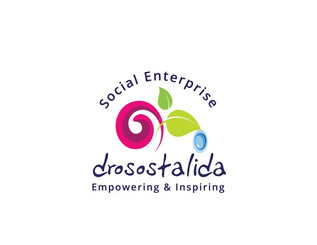 Social Enterprise
drosostalida
Empowering & Inspiring